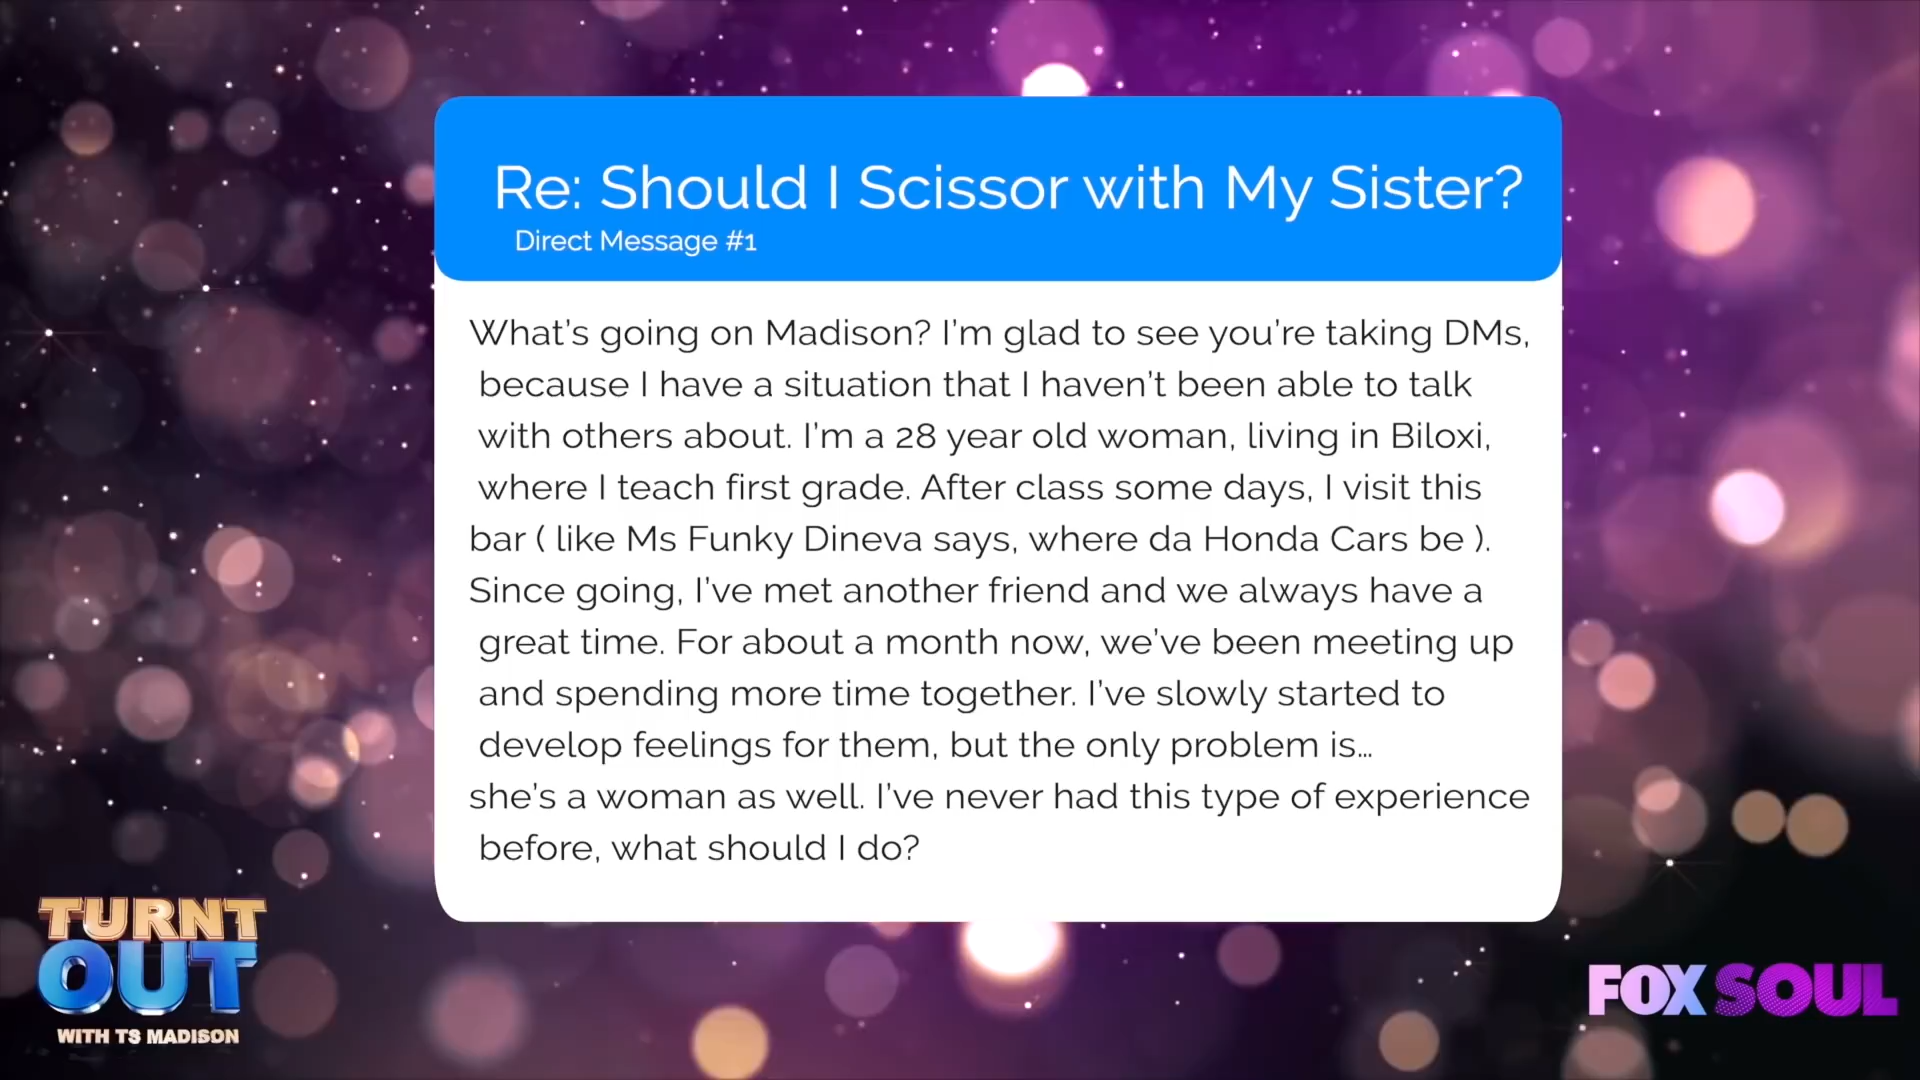 Re: Should I Scissor with My Sister?
Direct Message #1
What's going on Madison? I'm glad to see you're taking DMs,
because I have a situation that I haven't been able to talk
with others about. I'm a 28 year old woman, living in Biloxi,
where I teach first grade. After class some days, I visit this
bar ( like Ms Funky Dineva says, where da Honda Cars be ).
Since going, I've met another friend and we always have a
great time. For about a month now, we've been meeting up
and spending more time together. I've slowly started to
develop feelings for them, but the only problem is...
she's a woman as well. I've never had this type of experience
before, what should I do?
TURNT
OUT
WITH TS MADISON
FOX SOUL